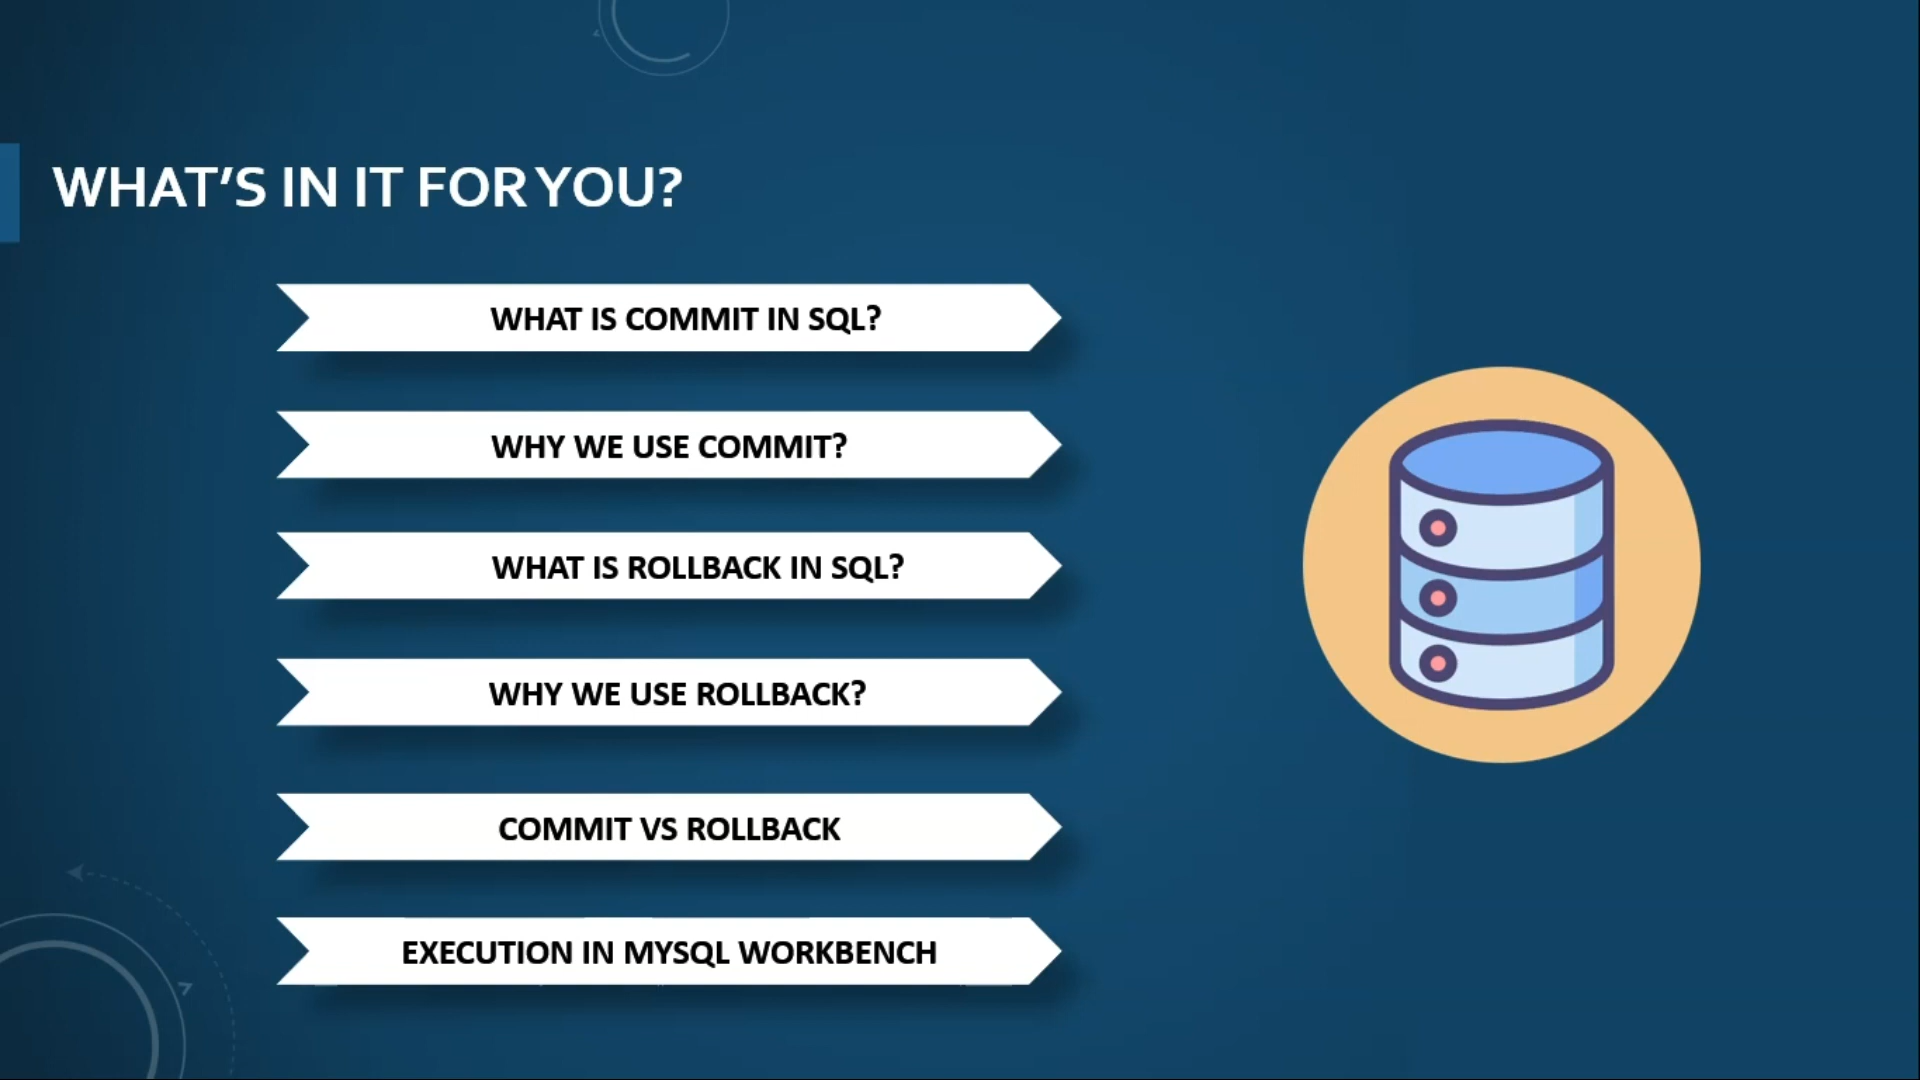 WHAT'S IN IT FOR YOU?
WHAT IS COMMIT IN SQL?
WHY WE USE COMMIT?
WHAT IS ROLLBACK IN SQL?
WHY WE USE ROLLBACK?
COMMIT VS ROLLBACK
EXECUTION IN MYSQL WORKBENCH